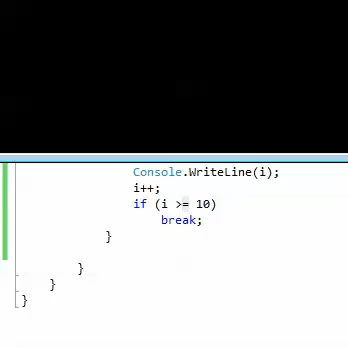 Console.WriteLine(i);
i++;
if (i >= 10)
break;
}
}
}
}